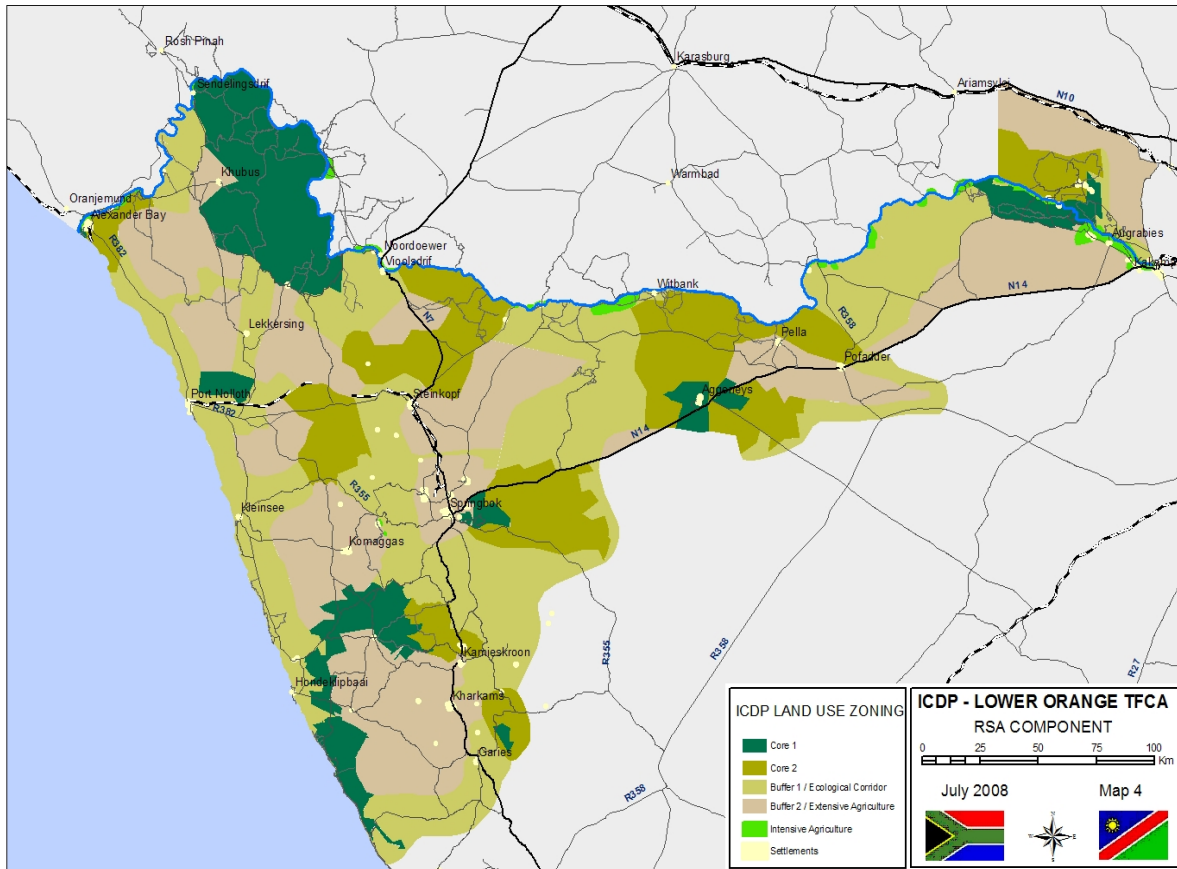 Rosh Pinah
Karasburg
Sendelingsdrif
Ariamsvlei
N10
Khubus
Warmbad
Oranjemund
Alexander Bay
R382
Augrabies
Noordoewer
Vioolsdrif
Witbank
N14
N7
R358
Lekkersing
Pella
Pofadder
Port Nolloth
R382
Steinkopf
Aggeneys
N14
R355
Kleinsee
Springbok
Komaggas
R355
R358
R27
Kamieskroon
Hondeklipbaai
Kharkams
Garies
R358
ICDP LAND USE ZONING
Core 1
Core 2
Buffer 1 / Ecological Corridor
Buffer 2 / Extensive Agriculture
Intensive Agriculture
Settlements
ICDP - LOWER ORANGE TFCA
RSA COMPONENT
0 25 50 75 100
Km
July 2008 Map 4
N
W E
S